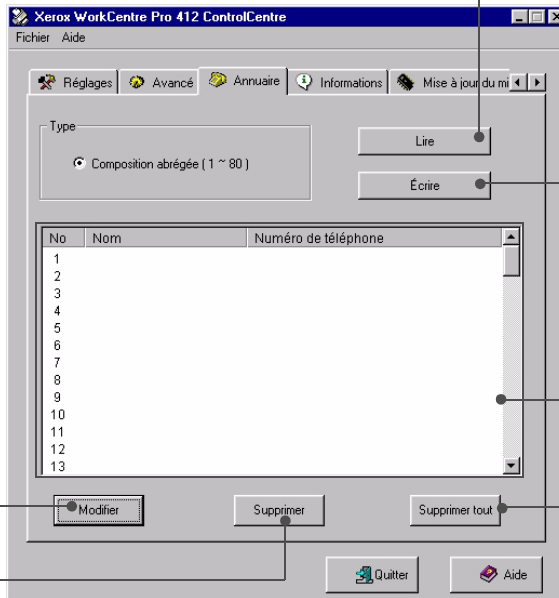 Xerox WorkCentre Pro 412 ControlCentre
Fichier Aide
Réglages Avancé Annuaire Informations Mise à jour du mi
Type
Composition abrégée ( 1 ~ 80 )
Lire
Écrire
No Nom Numéro de téléphone
1
2
3
4
5
6
7
8
9
10
11
12
13
Modifier Supprimer Supprimer tout
Quitter Aide